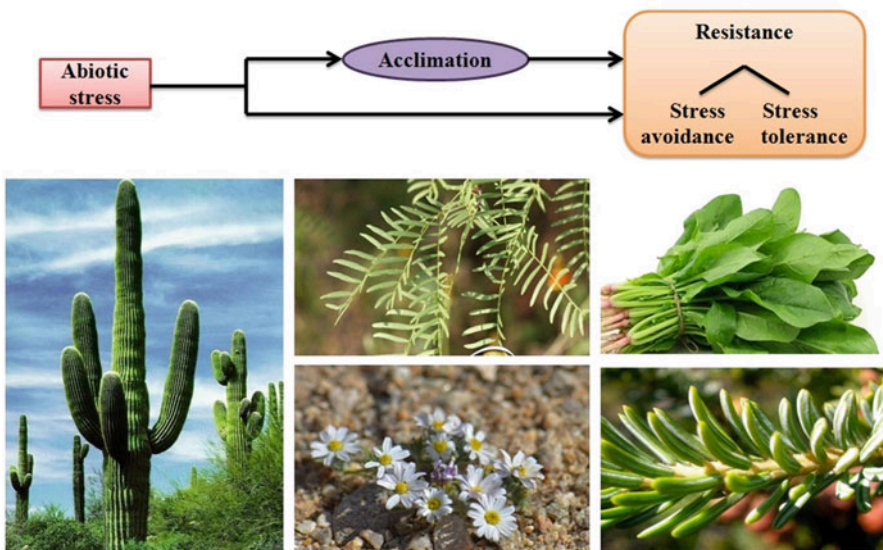 Abiotic
stress
Acclimation
Resistance
Stress
avoidance
Stress
tolerance